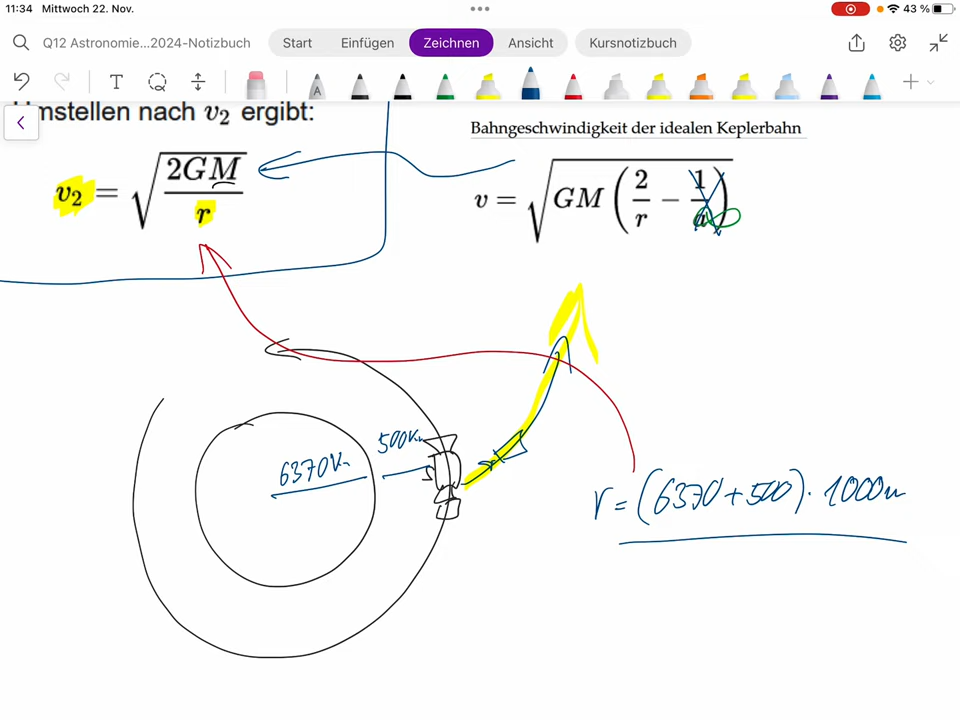 11:34 Mittwoch 22. Nov.
43 %
Q12 Astronomie...2024-Notizbuch
Start
Einfügen
Zeichnen
Ansicht
Kursnotizbuch
T
A
mstellen nach v₂ ergibt:
Bahngeschwindigkeit der idealen Keplerbahn
v₂ = √(2GM/r)
v = √(GM(2/r − 1/a))
500Km
6370Km
r = (6370+500) · 1000m